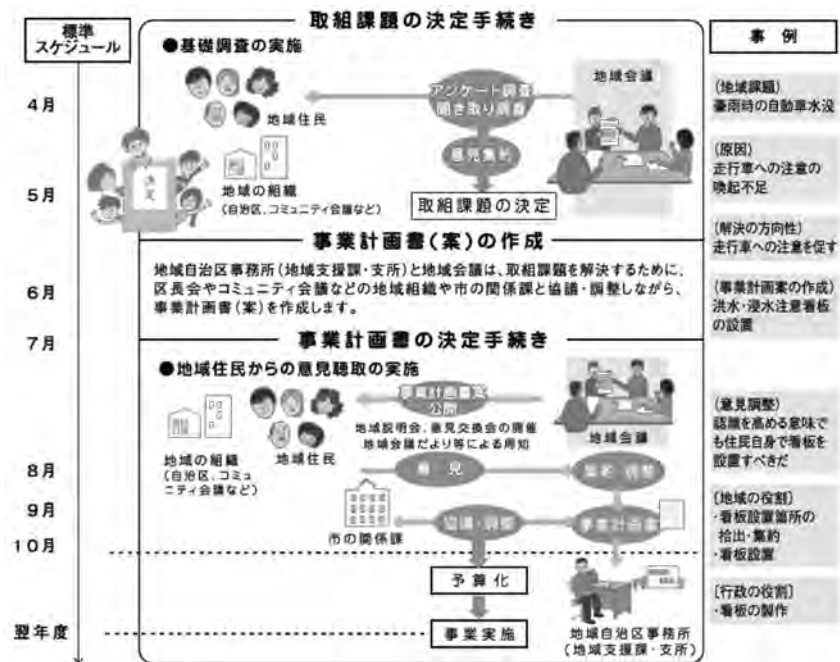 標準
スケジュール
4月
5月
6月
7月
8月
9月
10月
翌年度
取組課題の決定手続き
●基礎調査の実施
地域住民
地域の組織
(自治区、コミュニティ会議など)
決定
アンケート調査
聞き取り調査
意見集約
取組課題の決定
地域会議
事業計画書(案)の作成
地域自治区事務所(地域支援課・支所)と地域会議は、取組課題を解決するために、
区長会やコミュニティ会議などの地域組織や市の関係課と協議・調整しながら、
事業計画書(案)を作成します。
事業計画書の決定手続き
●地域住民からの意見聴取の実施
地域の組織
(自治区、コミュ
ニティ会議など)
地域住民
事業計画書案
公開
地域説明会、意見交換会の開催
地域会議だより等による周知
地域会議
意見
集約・調整
市の関係課
協議・調整
事業計画書
予算化
事業実施
地域自治区事務所
(地域支援課・支所)
事例
(地域課題)
豪雨時の自動車水没
(原因)
走行車への注意の
喚起不足
(解決の方向性)
走行車への注意を促す
(事業計画案の作成)
洪水・浸水注意看板
の設置
(意見調整)
認識を高める意味で
も住民自身で看板を
設置すべきだ
[地域の役割]
・看板設置箇所の
拾出・集約
・看板設置
[行政の役割]
・看板の製作